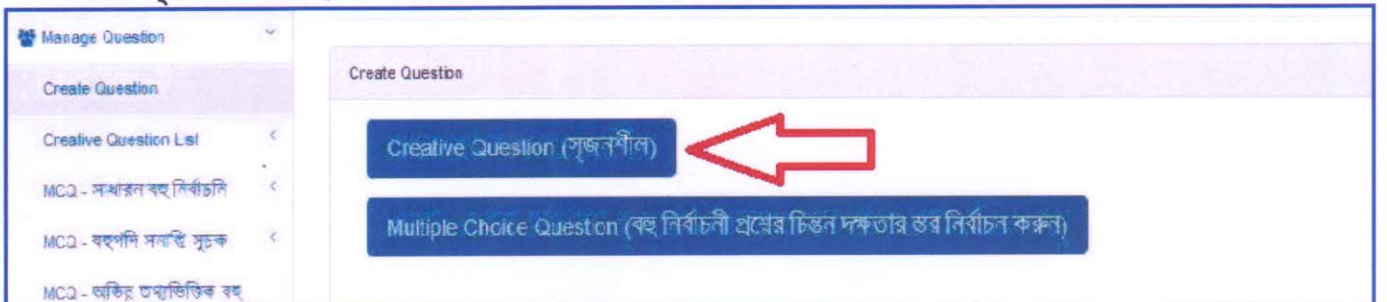 Manage Question
Create Question
Creative Question List
MCQ - সাধারন বহু নির্বাচনি
MCQ - বহুপদি সমাপ্তি সূচক
MCQ - অভিন্ন তথ্যভিত্তিক বহু
Create Question
Creative Question (সৃজনশীল)
Multiple Choice Question (বহু নির্বাচনী প্রশ্নের চিন্তন দক্ষতার স্তর নির্বাচন করুন)